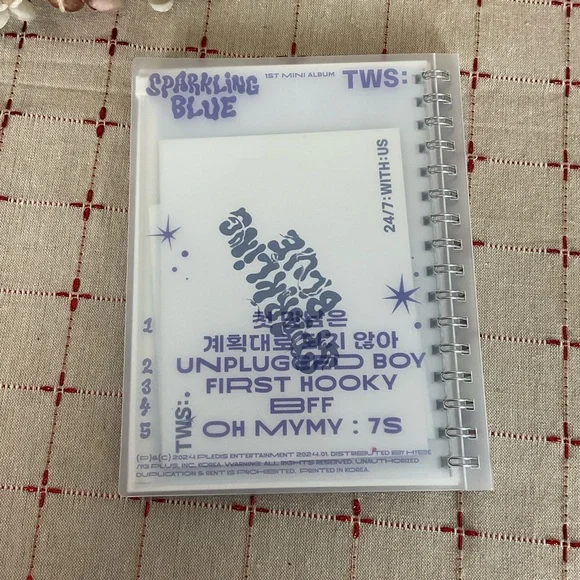 SPARKLING
BLUE
1ST MINI ALBUM
TWS:
24/7:WITH:US
1 첫 만남은
계획대로 되지 않아
2 UNPLUGGED BOY
3 FIRST HOOKY
4 BFF
5 OH MYMY : 7S
TWS:
(P)&(C) 2024 PLEDIS ENTERTAINMENT 2024.01. DISTRIBUTED BY
PLUS, INC. KOREA. WARNING: ALL RIGHTS RESERVED. UNAUTHORIZED
DUPLICATION & RENT IS PROHIBITED. PRINTED IN KOREA.